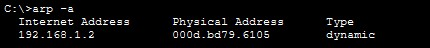 C:\>arp -a
Internet Address Physical Address Type
192.168.1.2 000d.bd79.6105 dynamic